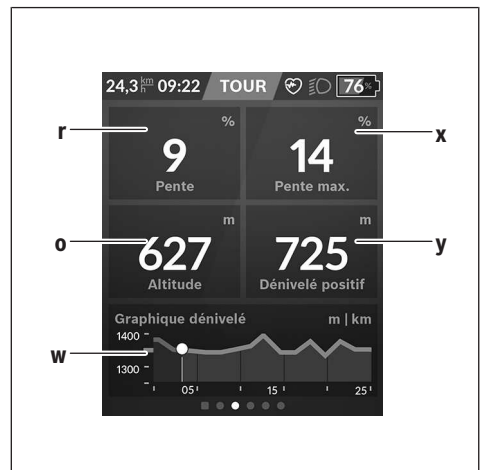 24,3 km/h 09:22 TOUR 76%
% %
r 9 14 x
Pente Pente max.
m m
o 627 725 y
Altitude Dénivelé positif
Graphique dénivelé m | km
1400
w
1300
05 15 25